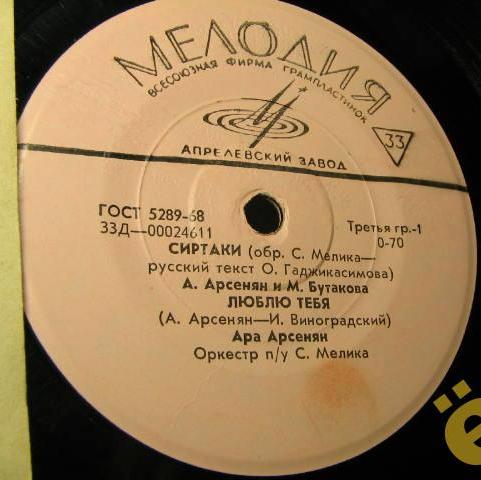 МЕЛОДИЯ
ВСЕСОЮЗНАЯ ФИРМА ГРАМПЛАСТИНОК
33
АПРЕЛЕВСКИЙ ЗАВОД
ГОСТ 5289-68
33Д—00024611
Третья гр.-1
0-70
СИРТАКИ (обр. С. Мелика—
русский текст О. Гаджикасимова)
А. Арсенян и М. Бутакова
ЛЮБЛЮ ТЕБЯ
(А. Арсенян—И. Виноградский)
Ара Арсенян
Оркестр п/у С. Мелика
ё